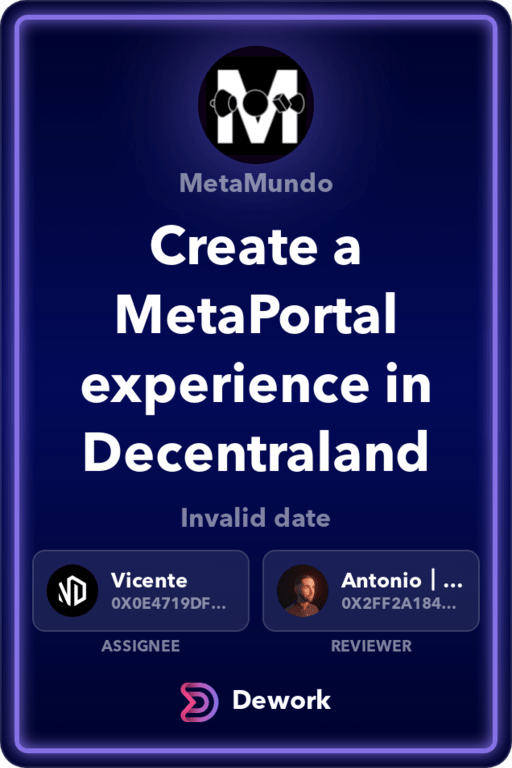 M
MetaMundo
Create a
MetaPortal
experience in
Decentraland
Invalid date
Vicente
0X0E4719DF...
Antonio | ...
0X2FF2A184...
ASSIGNEE
REVIEWER
Dework